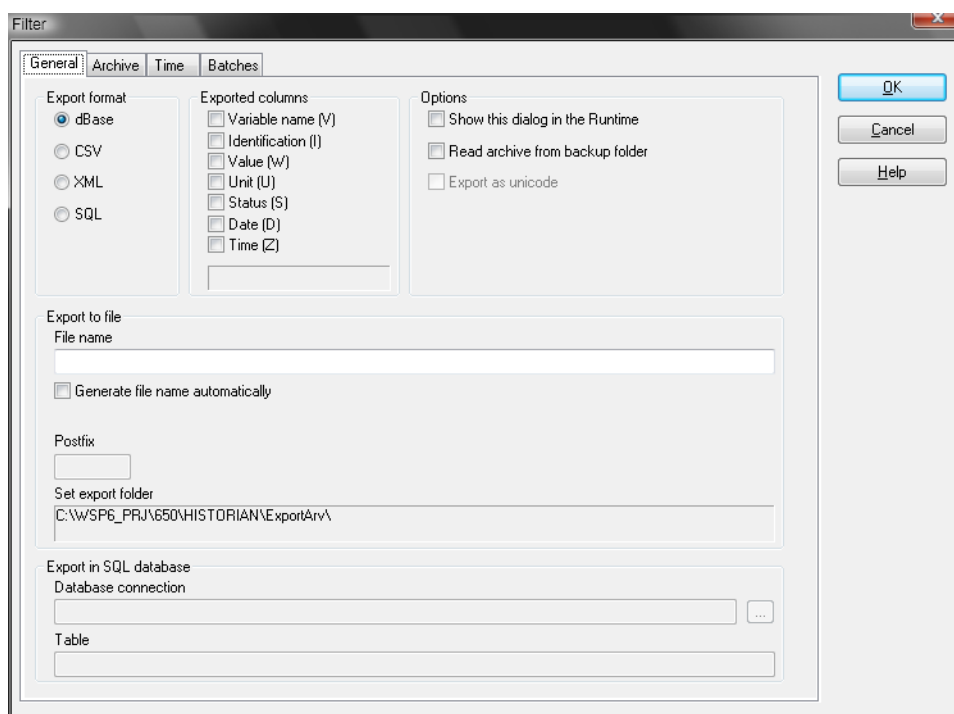 Filter
General Archive Time Batches
Export format
dBase
CSV
XML
SQL
Exported columns
Variable name (V)
Identification (I)
Value (W)
Unit (U)
Status (S)
Date (D)
Time (Z)
Options
Show this dialog in the Runtime
Read archive from backup folder
Export as unicode
OK
Cancel
Help
Export to file
File name
Generate file name automatically
Postfix
Set export folder
C:\WSP6_PRJ\650\HISTORIAN\ExportArv\
Export in SQL database
Database connection
...
Table